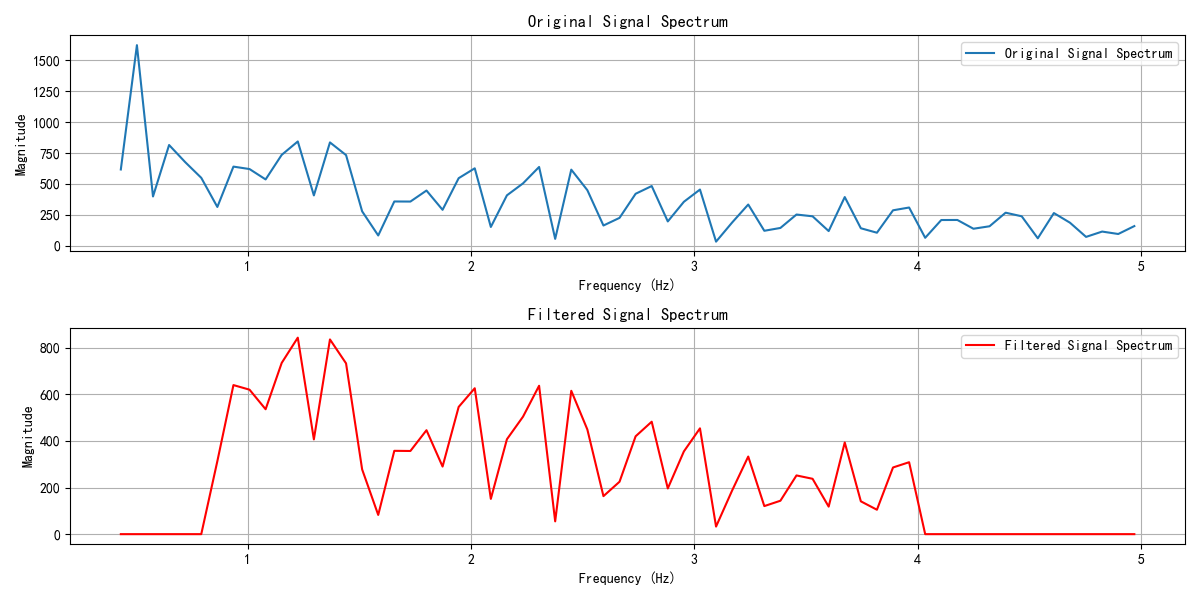 Original Signal Spectrum
Original Signal Spectrum
1500
1250
1000
750
500
250
0
Magnitude
1 2 3 4 5
Frequency (Hz)
Filtered Signal Spectrum
Filtered Signal Spectrum
800
600
400
200
0
Magnitude
1 2 3 4 5
Frequency (Hz)